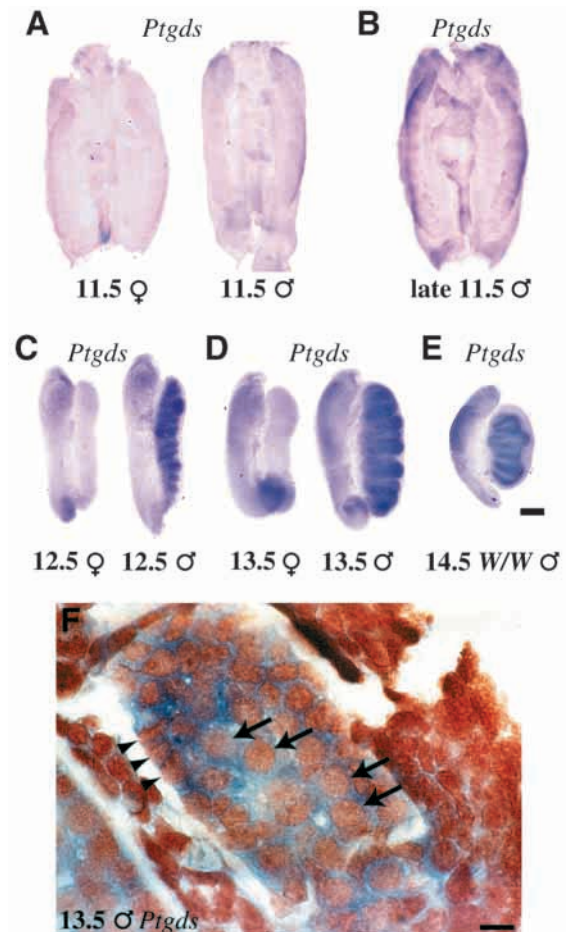 A Ptgds
B Ptgds
11.5 ♀ 11.5 ♂ late 11.5 ♂
C Ptgds
D Ptgds
E Ptgds
12.5 ♀ 12.5 ♂ 13.5 ♀ 13.5 ♂ 14.5 W/W ♂
F
13.5 ♂ Ptgds